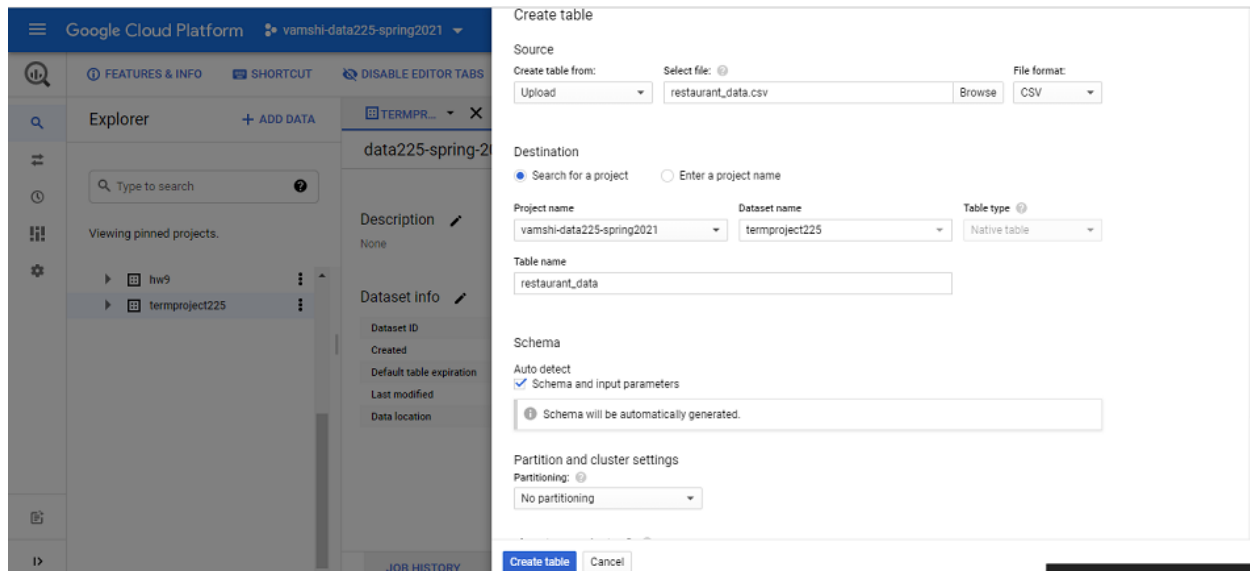 Google Cloud Platform
vamshi-data225-spring2021
FEATURES & INFO
SHORTCUT
DISABLE EDITOR TABS
Explorer
+ ADD DATA
Type to search
Viewing pinned projects.
hw9
termproject225
TERMPR...
data225-spring-2
Description
None
Dataset info
Dataset ID
Created
Default table expiration
Last modified
Data location
JOB HISTORY
Create table
Source
Create table from:
Select file:
File format:
Upload
restaurant_data.csv
Browse
CSV
Destination
Search for a project
Enter a project name
Project name
Dataset name
Table type
vamshi-data225-spring2021
termproject225
Native table
Table name
restaurant_data
Schema
Auto detect
Schema and input parameters
Schema will be automatically generated.
Partition and cluster settings
Partitioning:
No partitioning
Create table
Cancel